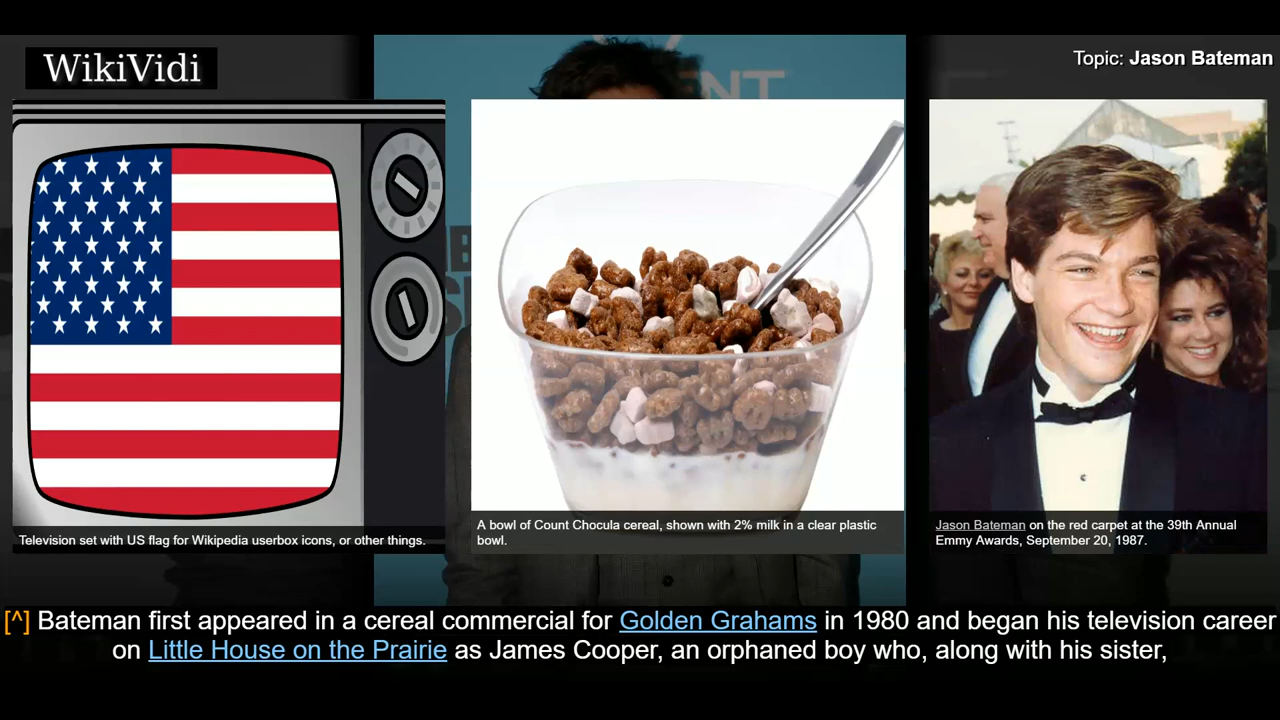 WikiVidi
Topic: Jason Bateman
ENT
Television set with US flag for Wikipedia userbox icons, or other things.
A bowl of Count Chocula cereal, shown with 2% milk in a clear plastic
bowl.
Jason Bateman on the red carpet at the 39th Annual
Emmy Awards, September 20, 1987.
[^] Bateman first appeared in a cereal commercial for Golden Grahams in 1980 and began his television career
on Little House on the Prairie as James Cooper, an orphaned boy who, along with his sister,